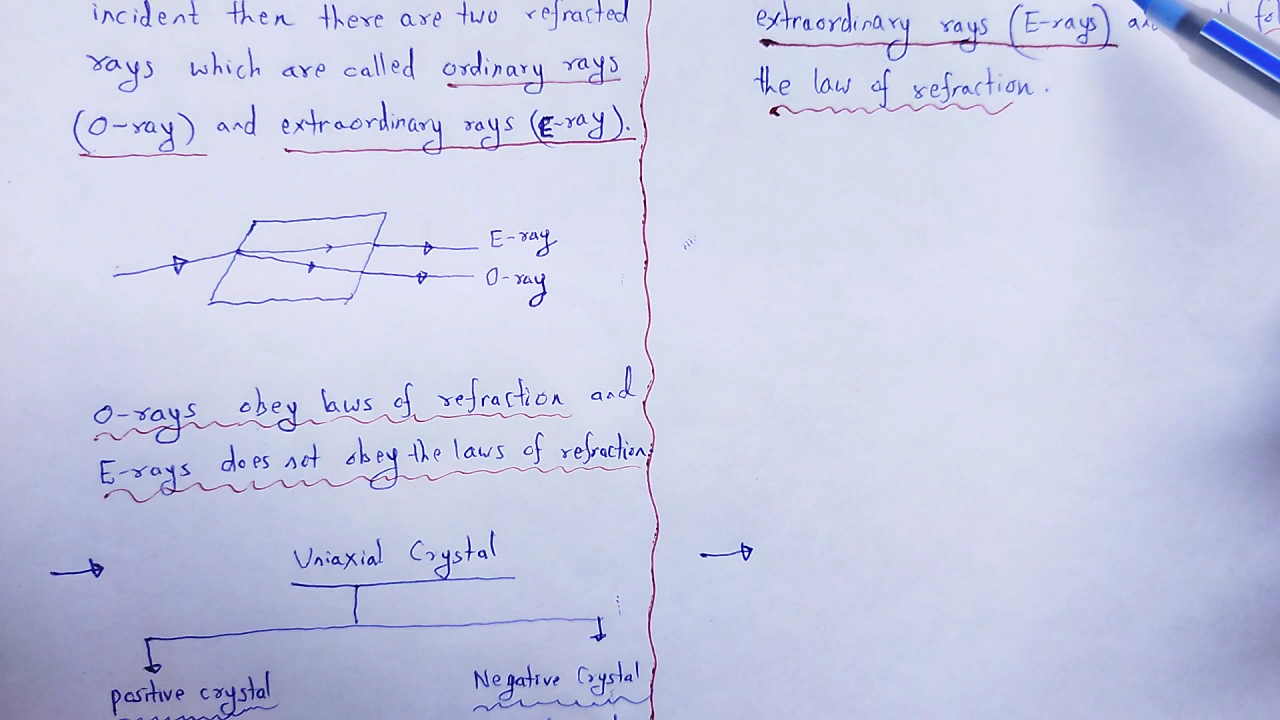 incident then there are two refracted
rays which are called ordinary rays
(O-ray) and extraordinary rays (E-ray).
E-ray
O-ray
O-rays obey laws of refraction and
E-rays does not obey the laws of refraction.
Uniaxial Crystal
positive crystal
Negative Crystal
extraordinary rays (E-rays)
the law of refraction.